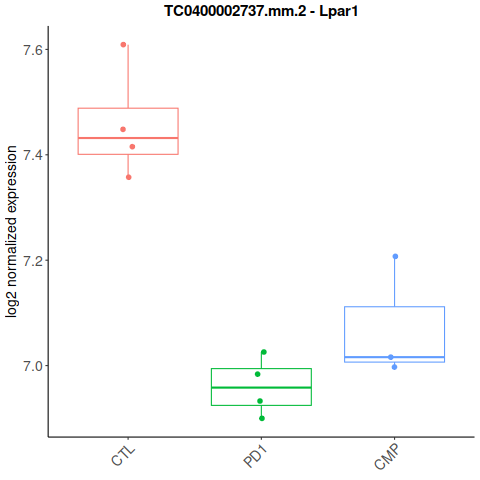 TC0400002737.mm.2 - Lpar1
log2 normalized expression
7.6
7.4
7.2
7.0
CTL
PD1
CMP